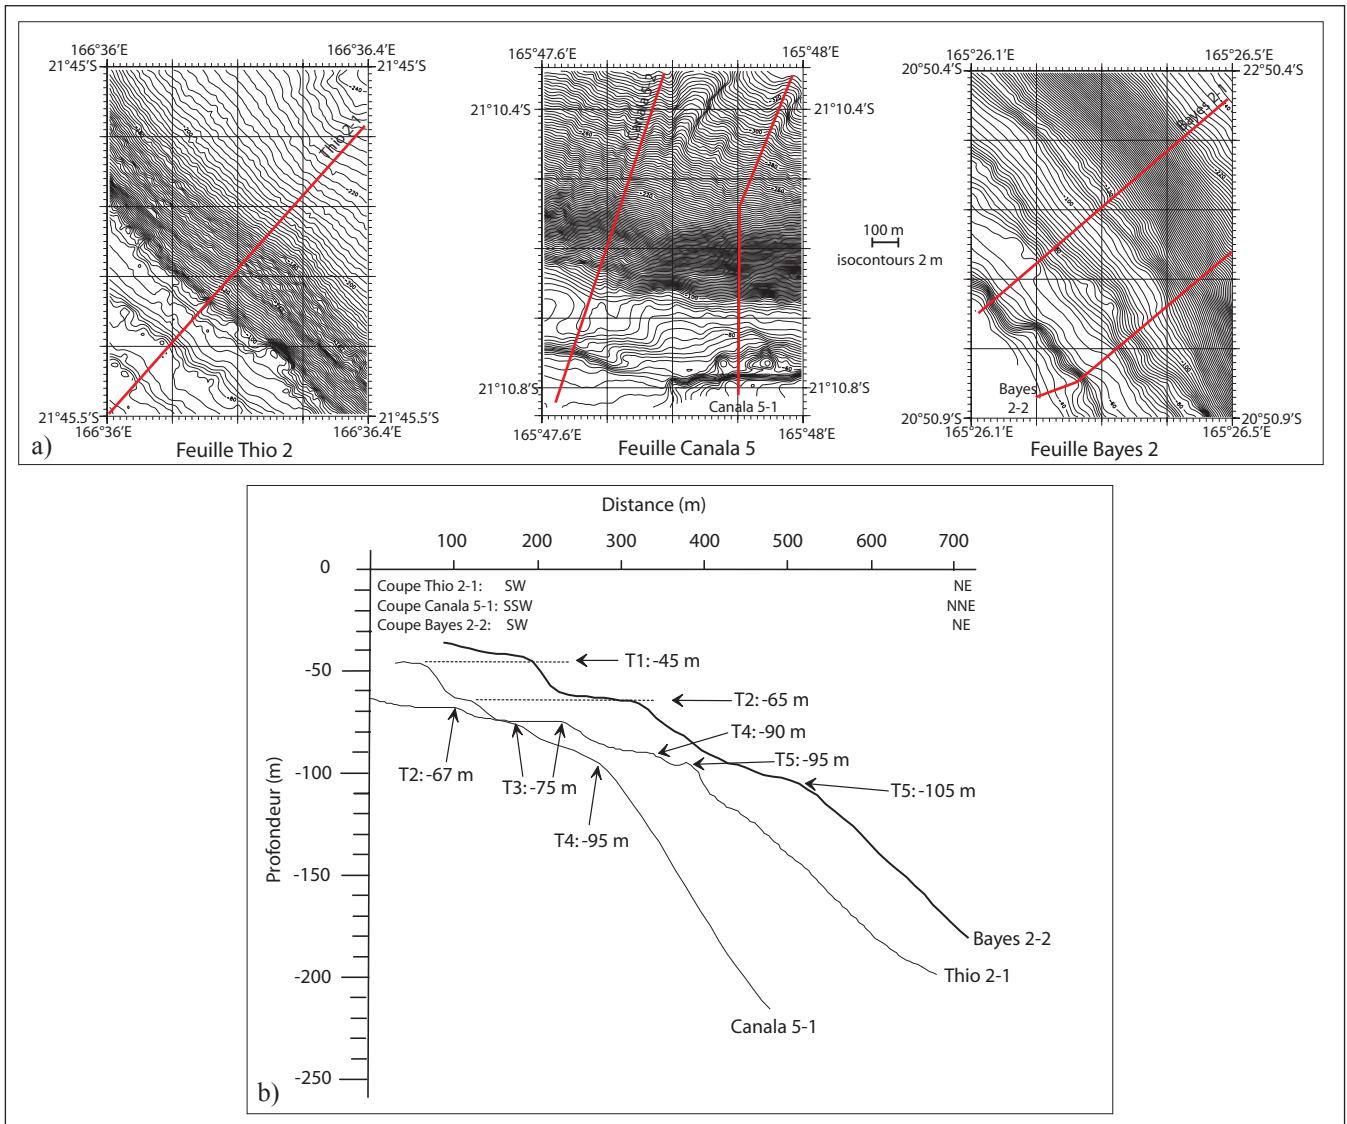 166°36'E 166°36.4'E
21°45'S 21°45'S
Thio 2-1
21°45.5'S 21°45.5'S
166°36'E 166°36.4'E
a) Feuille Thio 2
165°47.6'E 165°48'E
21°10.4'S 21°10.4'S
21°10.8'S 21°10.8'S
Canala 5-1
165°47.6'E 165°48'E
Feuille Canala 5
100 m
isocontours 2 m
165°26.1'E 165°26.5'E
20°50.4'S 22°50.4'S
Bayes 2-1
Bayes
2-2
20°50.9'S 20°50.9'S
165°26.1'E 165°26.5'E
Feuille Bayes 2
Distance (m)
100 200 300 400 500 600 700
0
Coupe Thio 2-1: SW NE
Coupe Canala 5-1: SSW NNE
Coupe Bayes 2-2: SW NE
-50
T1: -45 m
T2: -65 m
T4: -90 m
T5: -95 m
-100
T2: -67 m
T3: -75 m
T5: -105 m
T4: -95 m
Profondeur (m)
-150
Bayes 2-2
-200
Thio 2-1
Canala 5-1
-250
b)